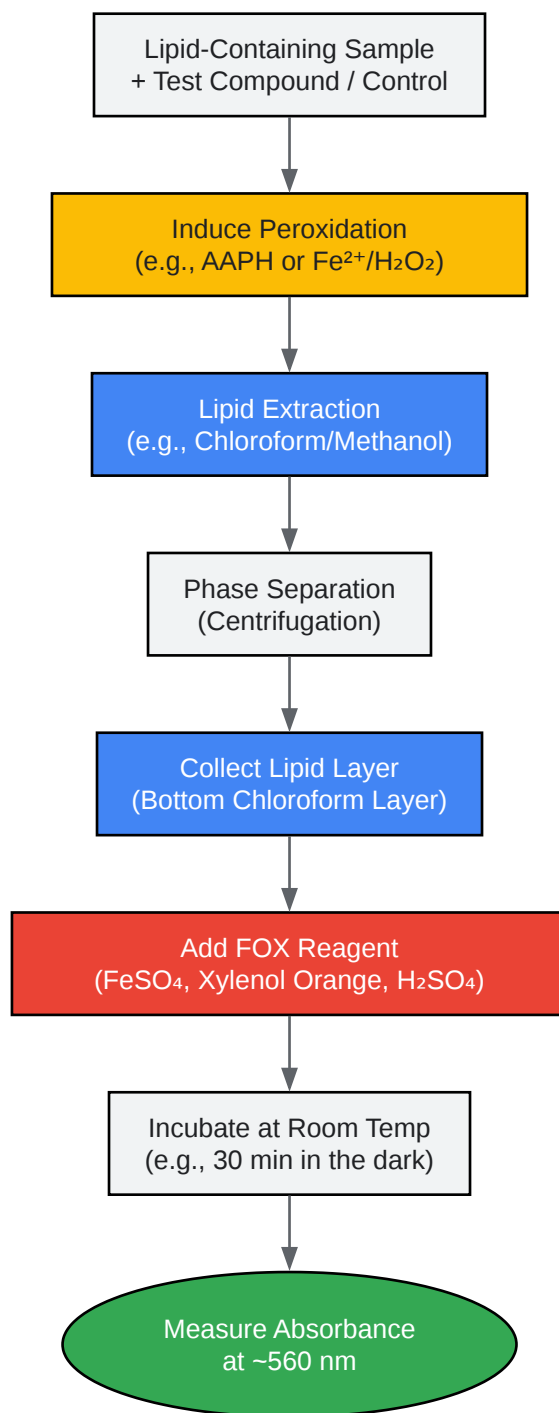 Lipid-Containing Sample
+ Test Compound / Control
Induce Peroxidation
(e.g., AAPH or Fe²⁺/H₂O₂)
Lipid Extraction
(e.g., Chloroform/Methanol)
Phase Separation
(Centrifugation)
Collect Lipid Layer
(Bottom Chloroform Layer)
Add FOX Reagent
(FeSO₄, Xylenol Orange, H₂SO₄)
Incubate at Room Temp
(e.g., 30 min in the dark)
Measure Absorbance
at ~560 nm